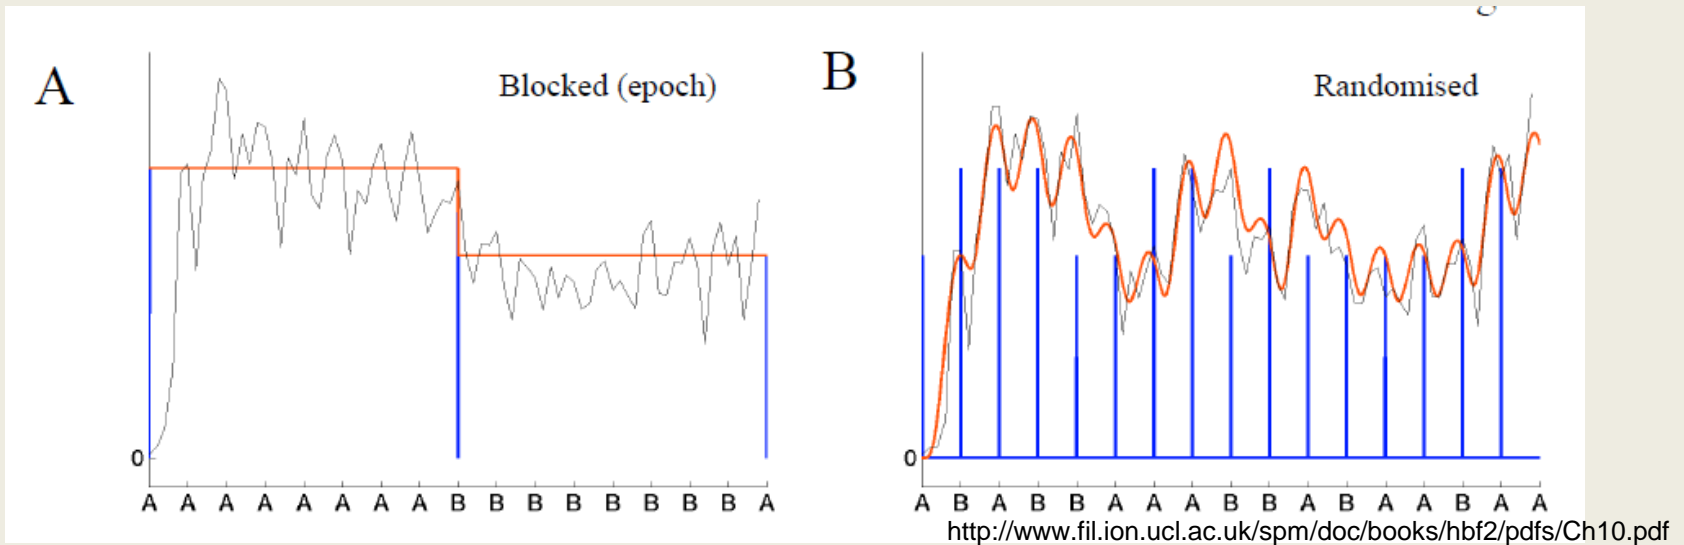 A
Blocked (epoch)
0
A A A A A A A A B B B B B B B B A
B
Randomised
0
A B A B B A A A B B A B A A B A A
http://www.fil.ion.ucl.ac.uk/spm/doc/books/hbf2/pdfs/Ch10.pdf